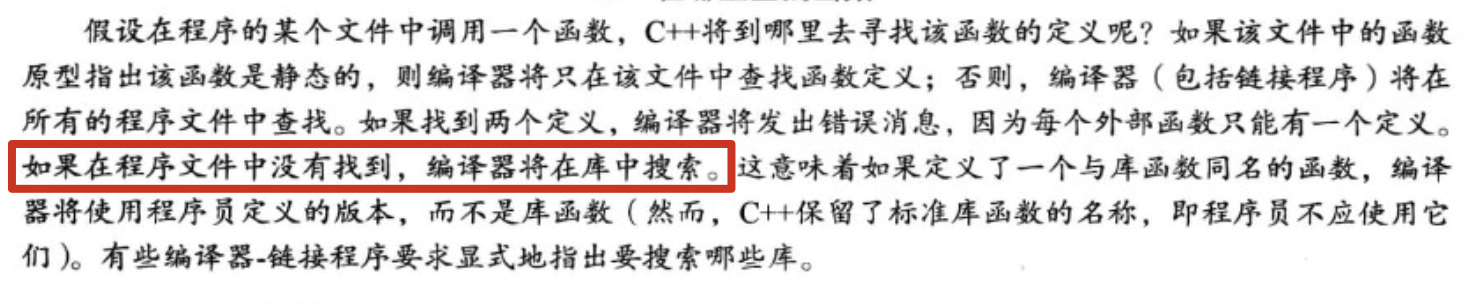 假设在程序的某个文件中调用一个函数，C++将到哪里去寻找该函数的定义呢？如果该文件中的函数
原型指出该函数是静态的，则编译器将只在该文件中查找函数定义；否则，编译器（包括链接程序）将在
所有的程序文件中查找。如果找到两个定义，编译器将发出错误消息，因为每个外部函数只能有一个定义。
如果在程序文件中没有找到，编译器将在库中搜索。这意味着如果定义了一个与库函数同名的函数，编译
器将使用程序员定义的版本，而不是库函数（然而，C++保留了标准库函数的名称，即程序员不应使用它
们）。有些编译器-链接程序要求显式地指出要搜索哪些库。